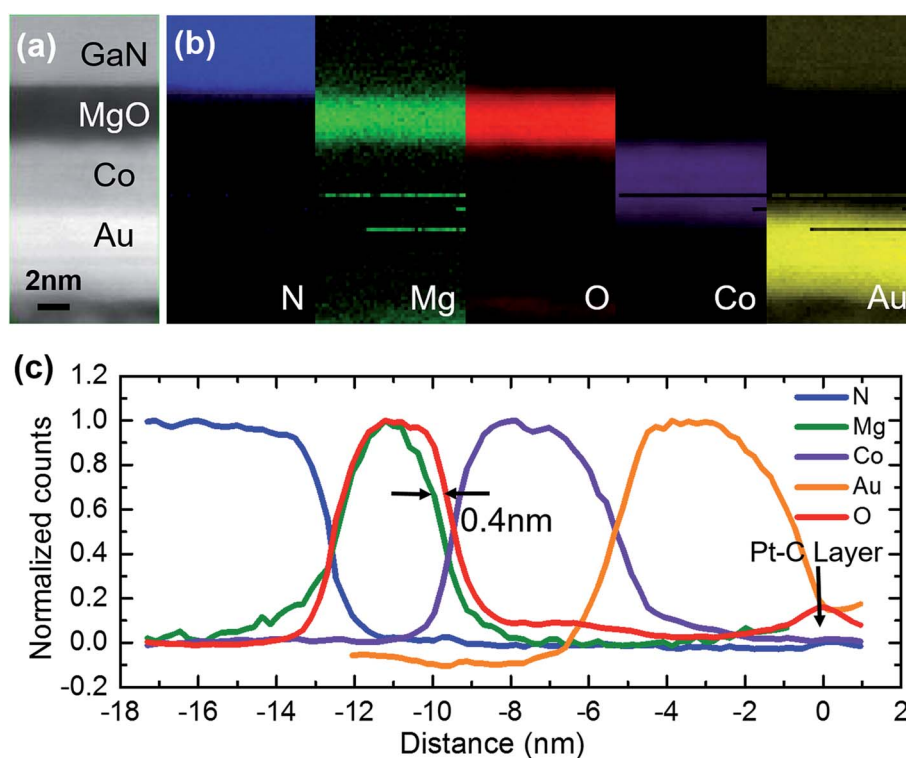 (a)
GaN
MgO
Co
Au
2nm
(b)
N
Mg
O
Co
Au
(c)
Normalized counts
1.2
1.0
0.8
0.6
0.4
0.2
0.0
-0.2
N
Mg
Co
Au
O
0.4nm
Pt-C Layer
-18
-16
-14
-12
-10
-8
-6
-4
-2
0
2
Distance (nm)